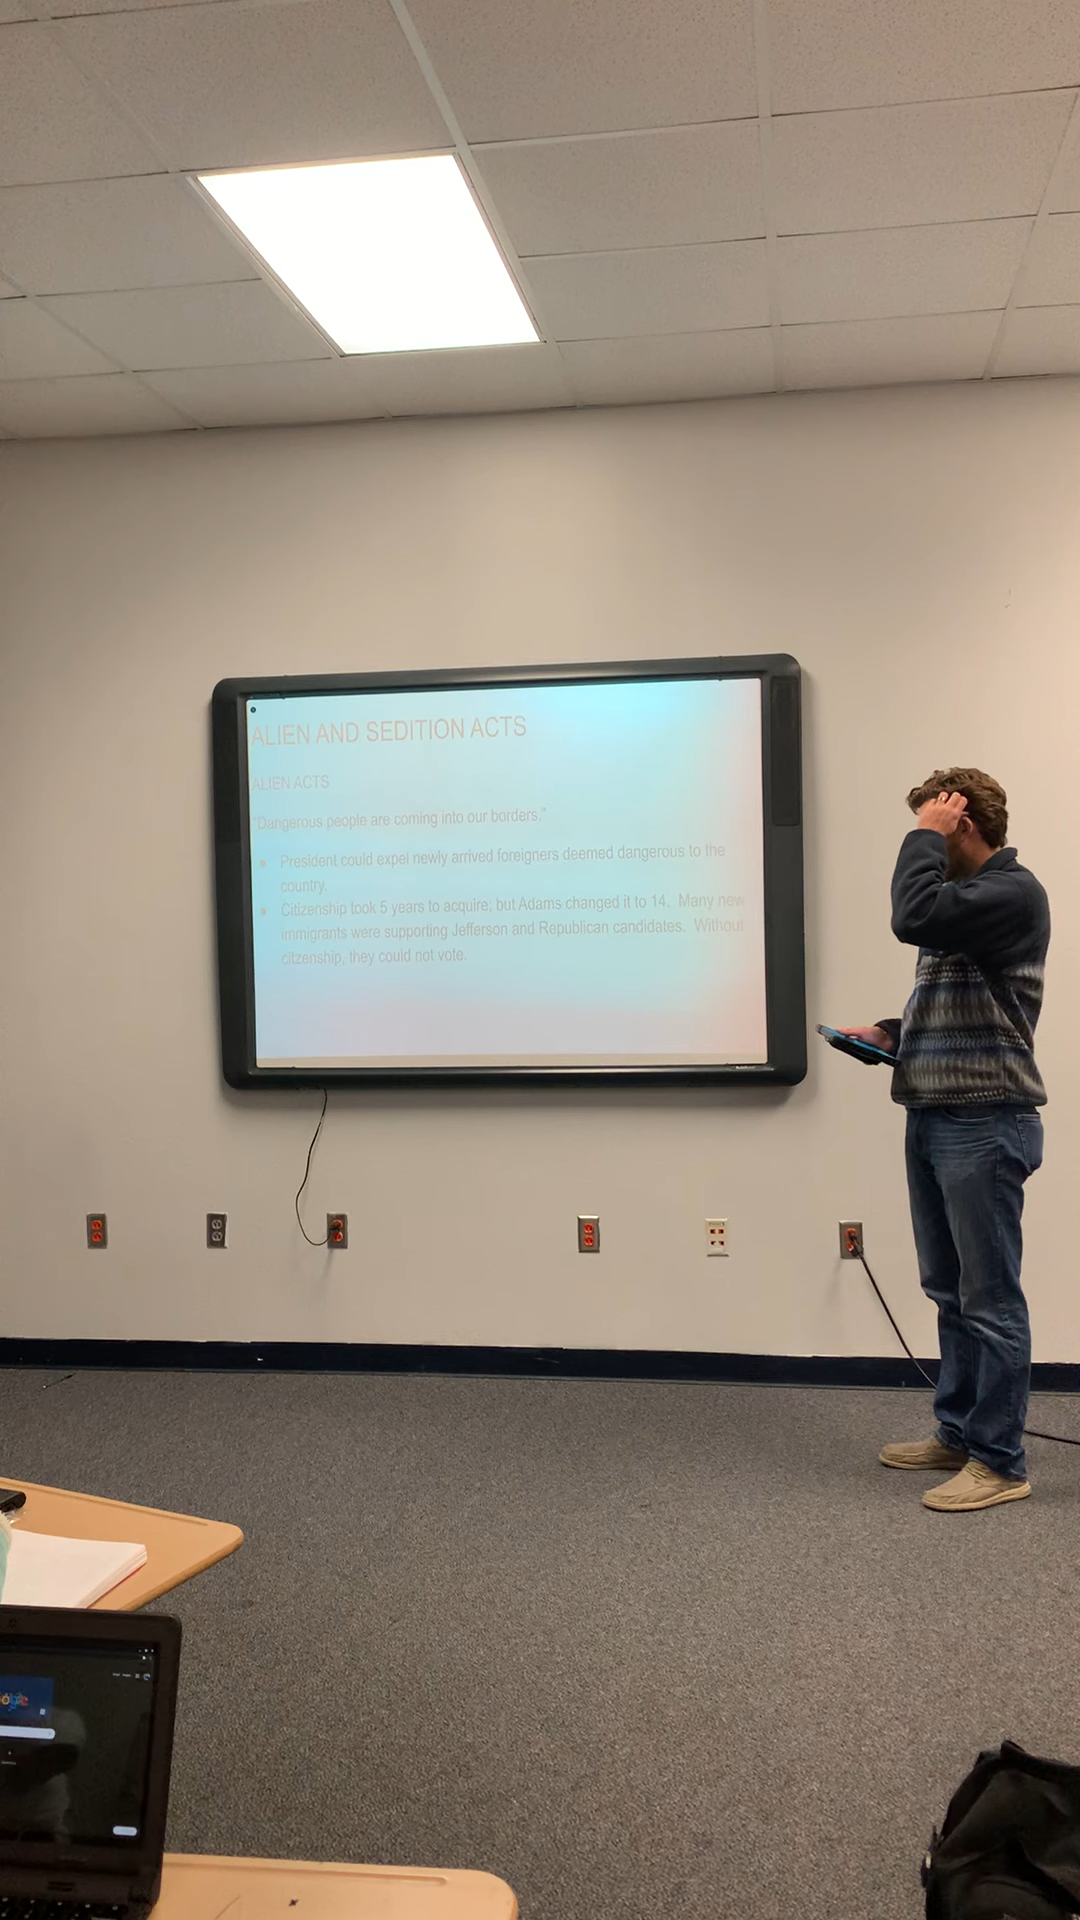 ALIEN AND SEDITION ACTS
ALIEN ACTS
"Dangerous people are coming into our borders."
● President could expel newly arrived foreigners deemed dangerous to the
country.
● Citizenship took 5 years to acquire; but Adams changed it to 14. Many new
immigrants were supporting Jefferson and Republican candidates. Without
citzenship, they could not vote.